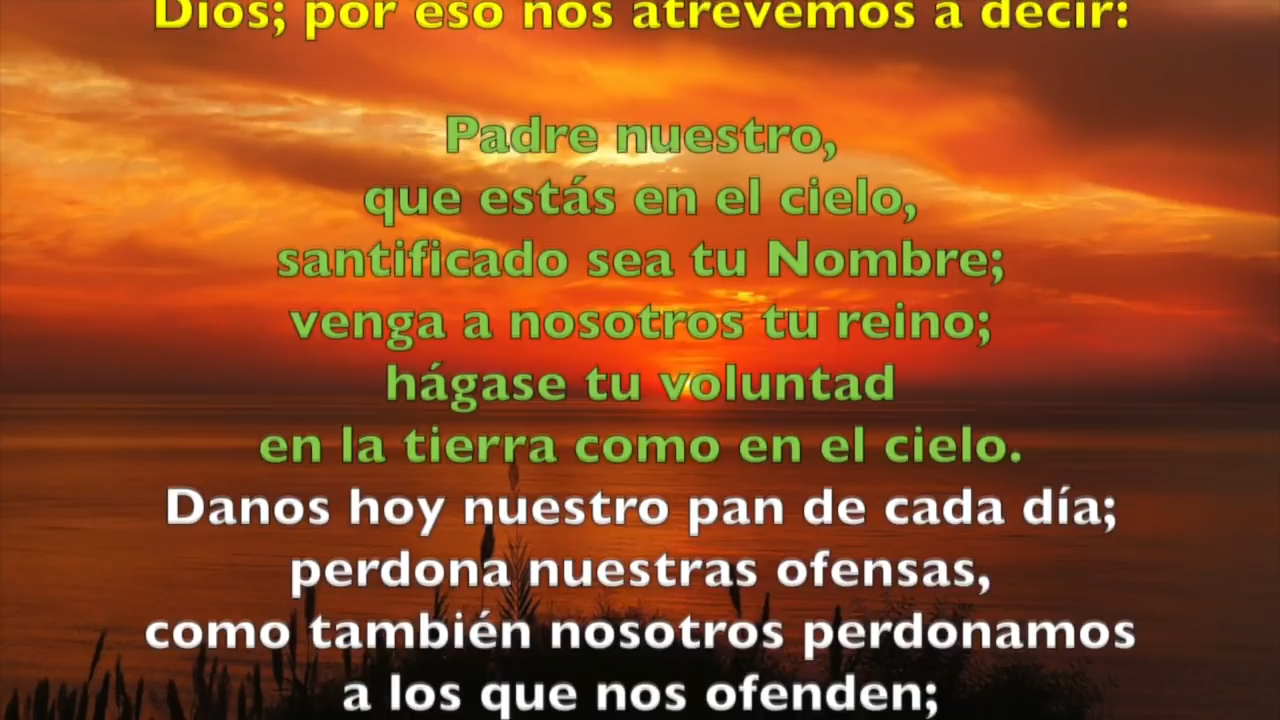 Dios; por eso nos atrevemos a decir:
Padre nuestro,
que estás en el cielo,
santificado sea tu Nombre;
venga a nosotros tu reino;
hágase tu voluntad
en la tierra como en el cielo.
Danos hoy nuestro pan de cada día;
perdona nuestras ofensas,
como también nosotros perdonamos
a los que nos ofenden;